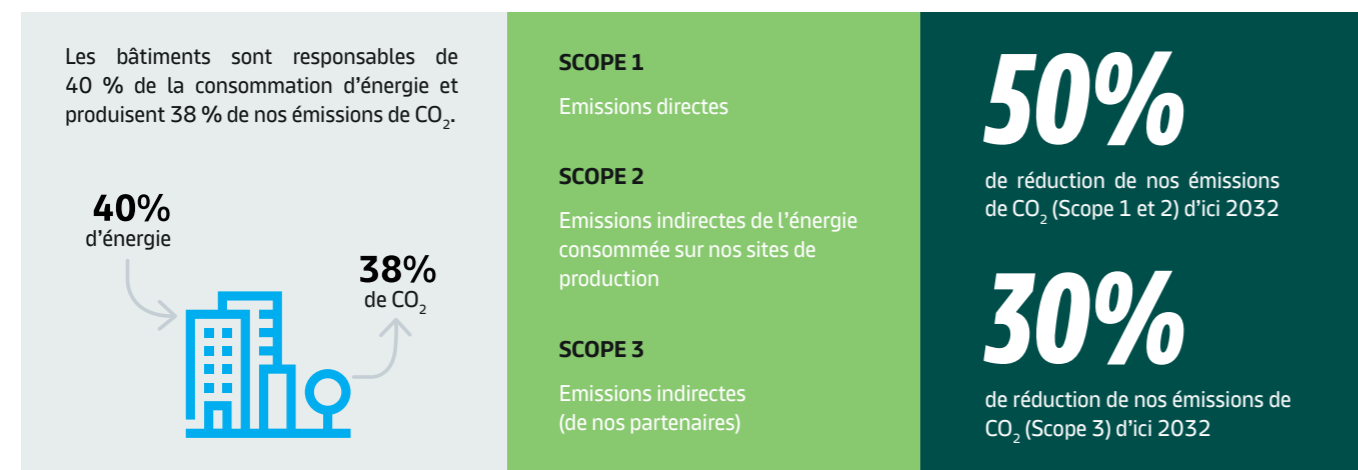 Les bâtiments sont responsables de
40 % de la consommation d'énergie et
produisent 38 % de nos émissions de CO₂.
40%
d'énergie
38%
de CO₂
SCOPE 1
Emissions directes
SCOPE 2
Emissions indirectes de l'énergie
consommée sur nos sites de
production
SCOPE 3
Emissions indirectes
(de nos partenaires)
50%
de réduction de nos émissions
de CO₂ (Scope 1 et 2) d'ici 2032
30%
de réduction de nos émissions de
CO₂ (Scope 3) d'ici 2032